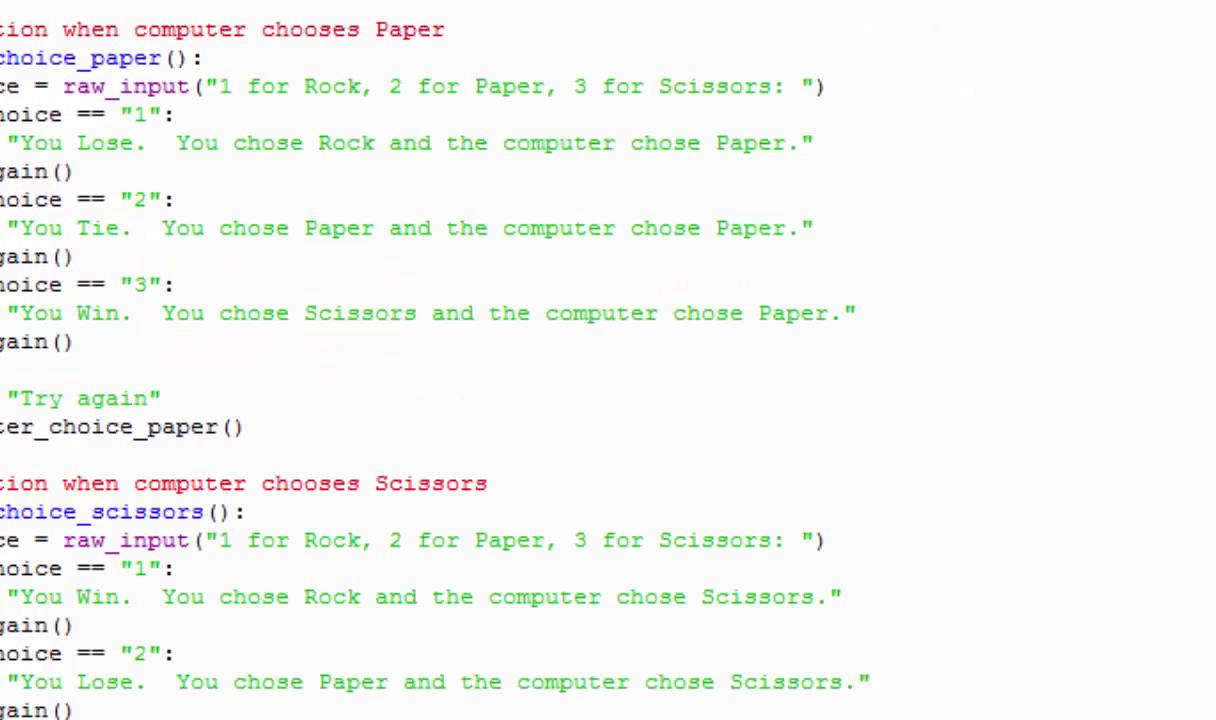 tion when computer chooses Paper
choice_paper():
ce = raw_input("1 for Rock, 2 for Paper, 3 for Scissors: ")
hoice == "1":
"You Lose.  You chose Rock and the computer chose Paper."
gain()
hoice == "2":
"You Tie.  You chose Paper and the computer chose Paper."
gain()
hoice == "3":
"You Win.  You chose Scissors and the computer chose Paper."
gain()
"Try again"
ter_choice_paper()
tion when computer chooses Scissors
choice_scissors():
ce = raw_input("1 for Rock, 2 for Paper, 3 for Scissors: ")
hoice == "1":
"You Win.  You chose Rock and the computer chose Scissors."
gain()
hoice == "2":
"You Lose.  You chose Paper and the computer chose Scissors."
gain()